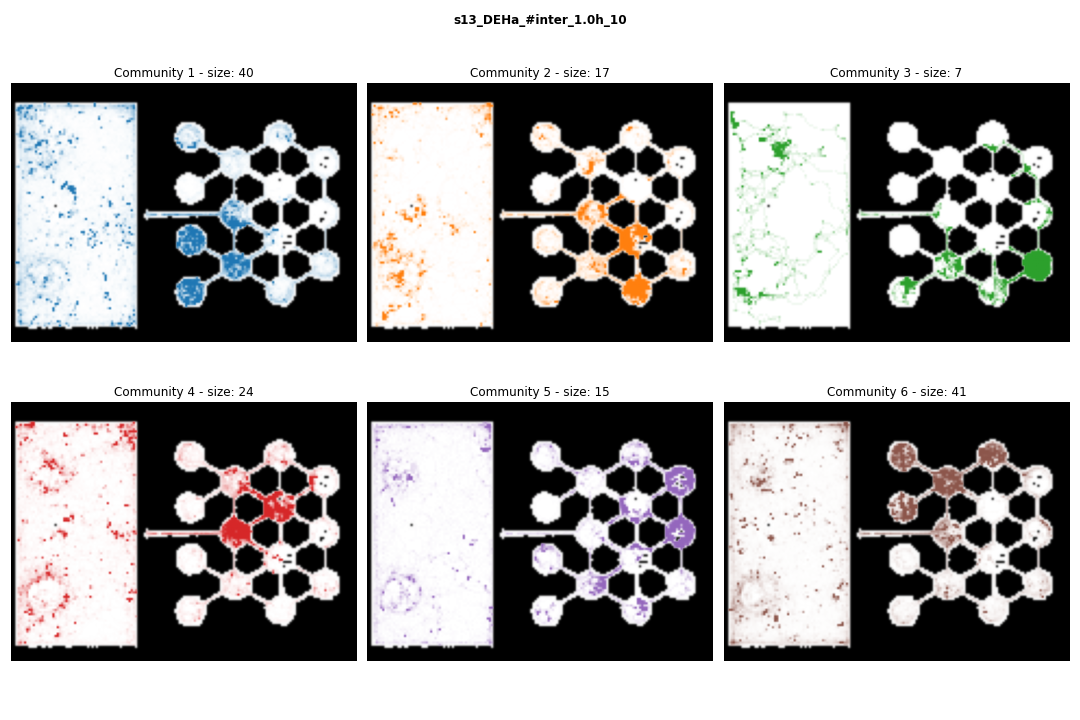 s13_DEHa_#inter_1.0h_10
Community 1 - size: 40
Community 2 - size: 17
Community 3 - size: 7
Community 4 - size: 24
Community 5 - size: 15
Community 6 - size: 41